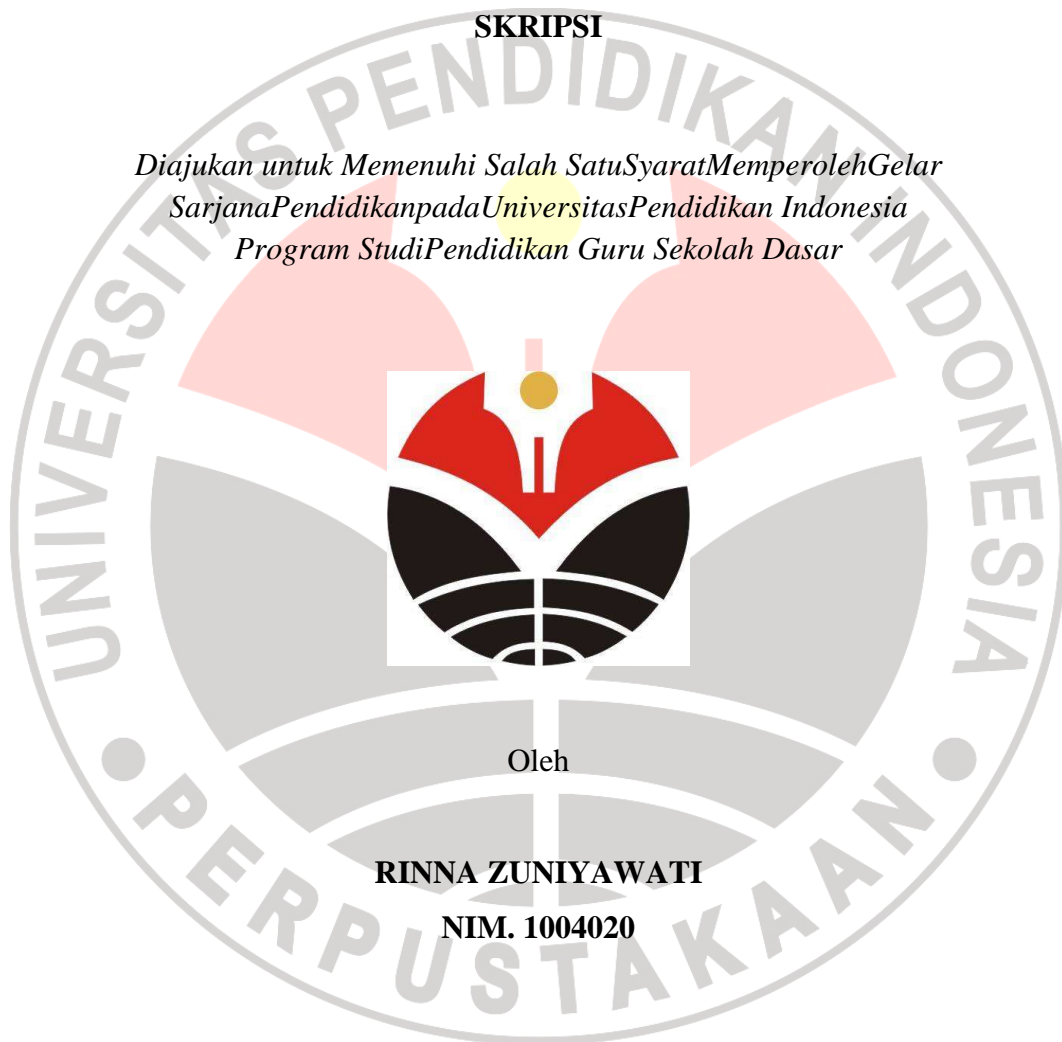 SKRIPSI
Diajukan untuk Memenuhi Salah SatuSyaratMemperolehGelar
SarjanaPendidikanpadaUniversitasPendidikan Indonesia
Program StudiPendidikan Guru Sekolah Dasar
Oleh
RINNA ZUNIYAWATI
NIM. 1004020
UNIVERSITAS PENDIDIKAN INDONESIA
PERPUSTAKAAN